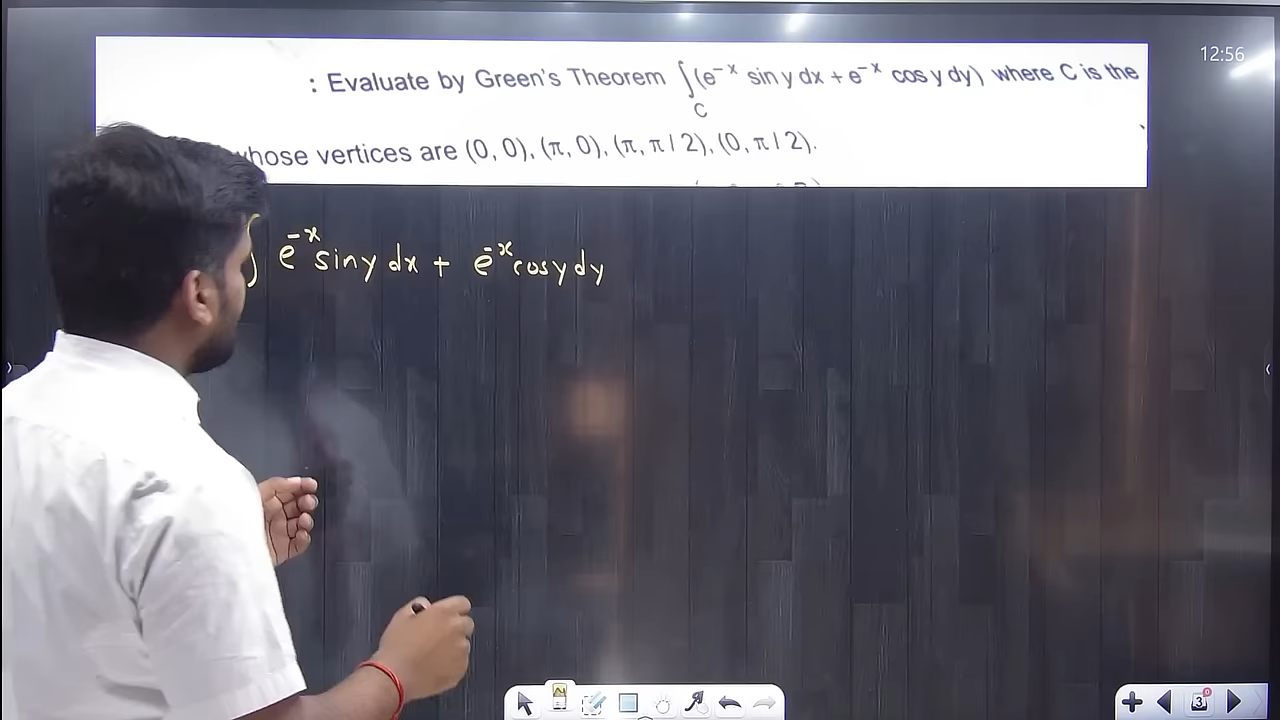 12:56
: Evaluate by Green's Theorem ∫(e⁻ˣ sin y dx + e⁻ˣ cos y dy) where C is the
C
whose vertices are (0, 0), (π, 0), (π, π / 2), (0, π / 2).
∫ e⁻ˣ sin y dx + e⁻ˣ cos y dy
3